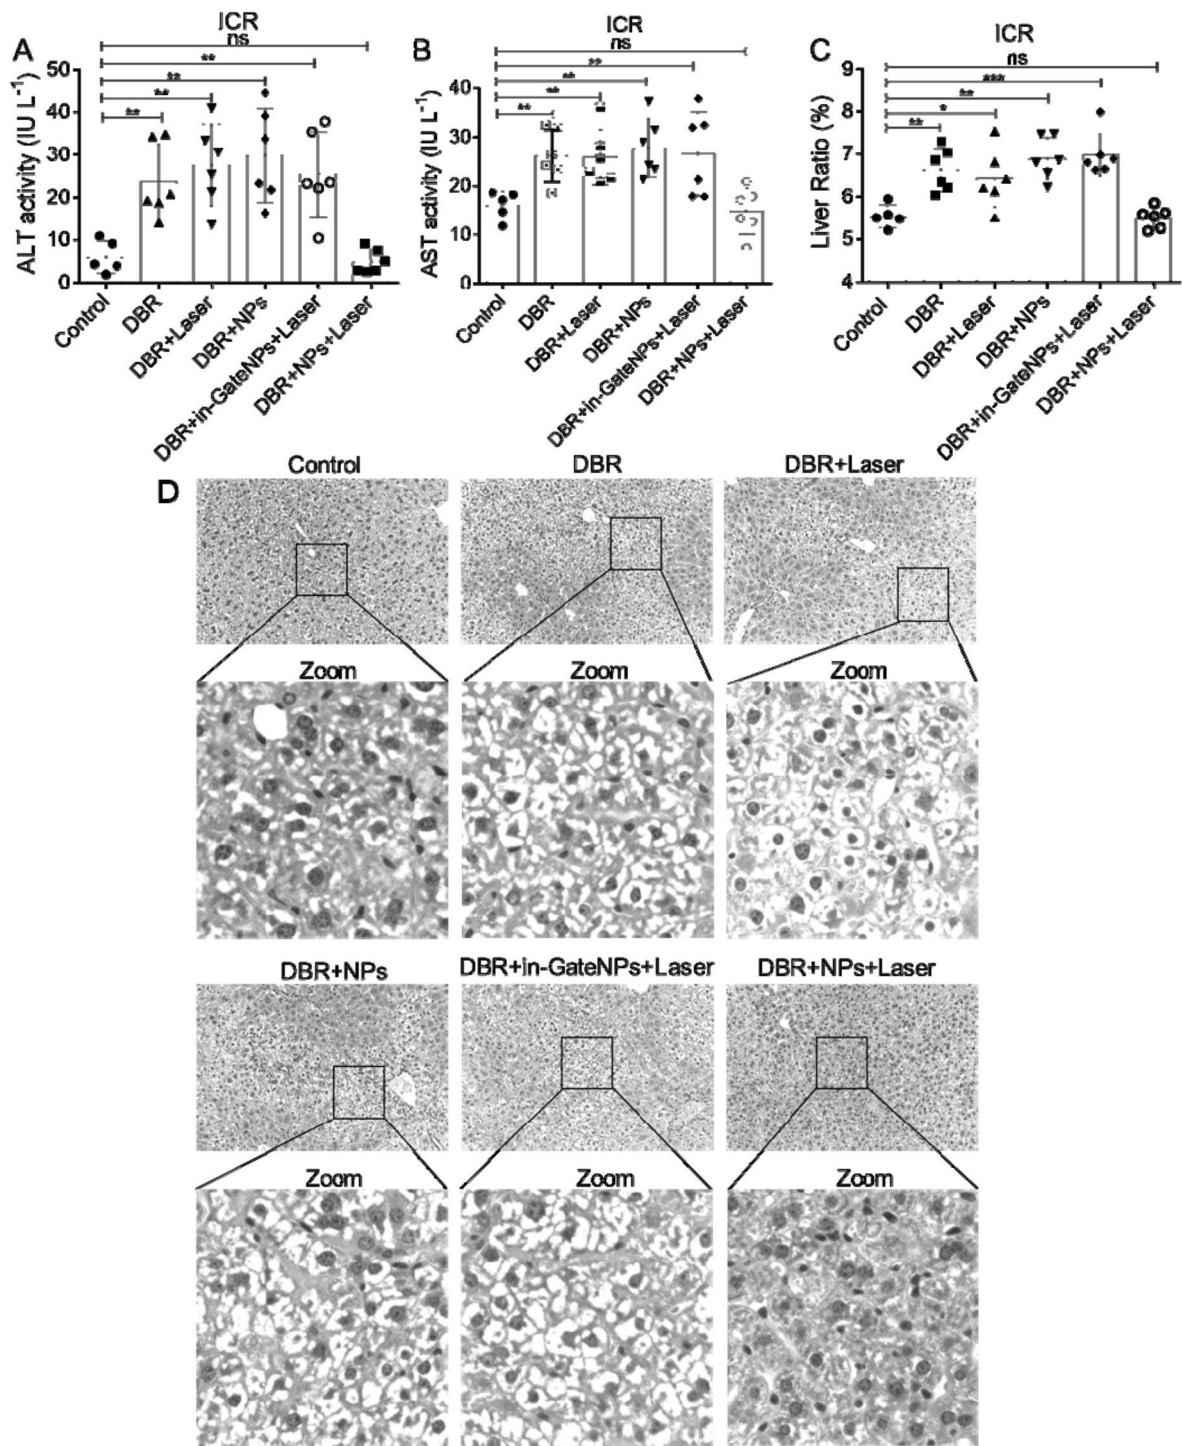 A
ICR
ns
**
**
**
**
ALT activity (IU L⁻¹)
50
40
30
20
10
0
Control
DBR
DBR+Laser
DBR+NPs
DBR+in-GateNPs+Laser
DBR+NPs+Laser
B
ICR
ns
**
**
**
**
AST activity (IU L⁻¹)
40
30
20
10
0
Control
DBR
DBR+Laser
DBR+NPs
DBR+in-GateNPs+Laser
DBR+NPs+Laser
C
ICR
ns
***
**
*
**
Liver Ratio (%)
9
8
7
6
5
4
Control
DBR
DBR+Laser
DBR+NPs
DBR+in-GateNPs+Laser
DBR+NPs+Laser
D
Control DBR DBR+Laser
Zoom Zoom Zoom
DBR+NPs DBR+in-GateNPs+Laser DBR+NPs+Laser
Zoom Zoom Zoom